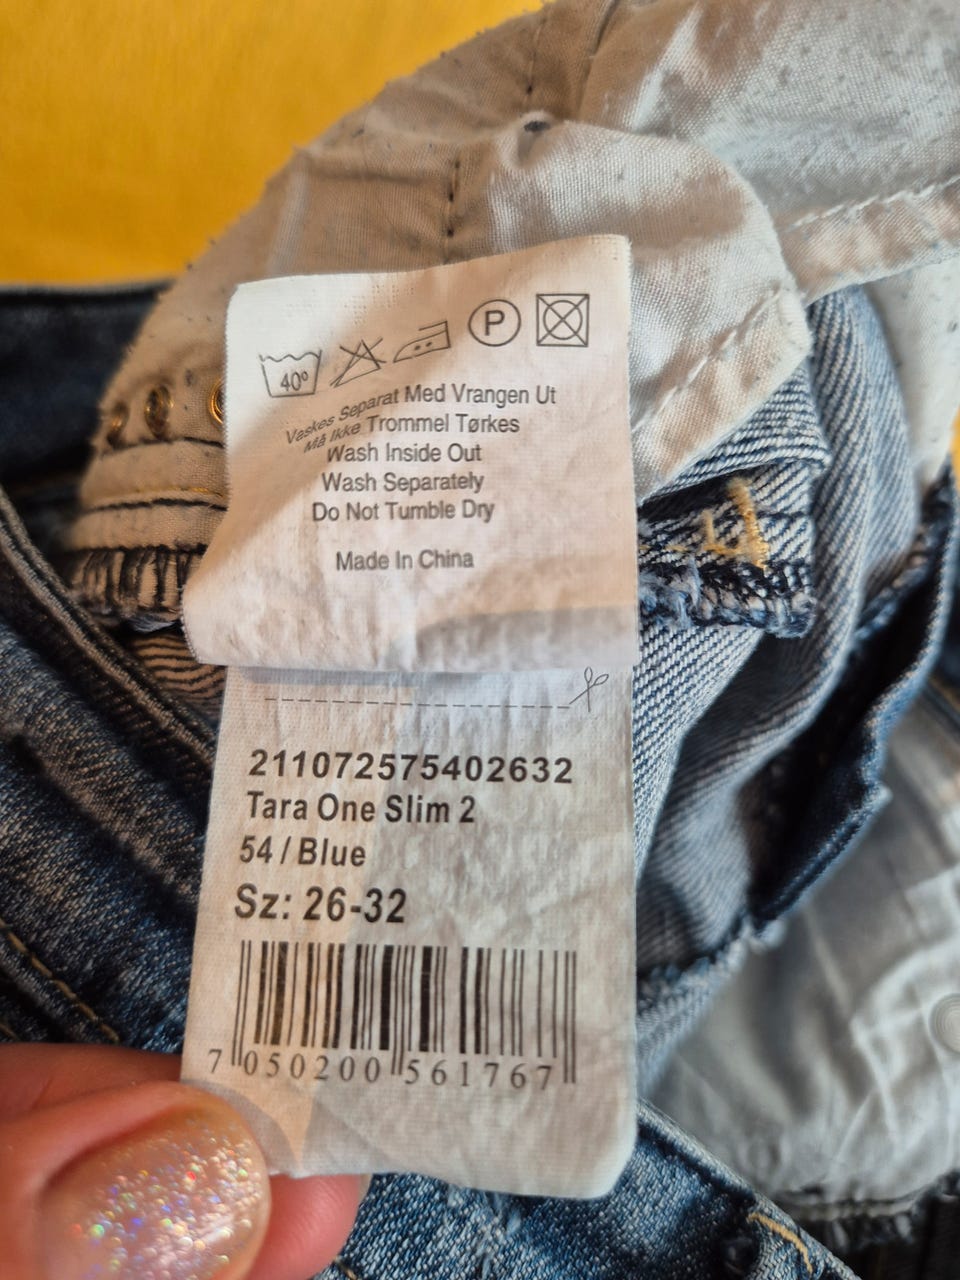 40°
P
Vaskes Separat Med Vrangen Ut
Må Ikke Trommel Tørkes
Wash Inside Out
Wash Separately
Do Not Tumble Dry
Made In China
211072575402632
Tara One Slim 2
54 / Blue
Sz: 26-32
7 050200 561767